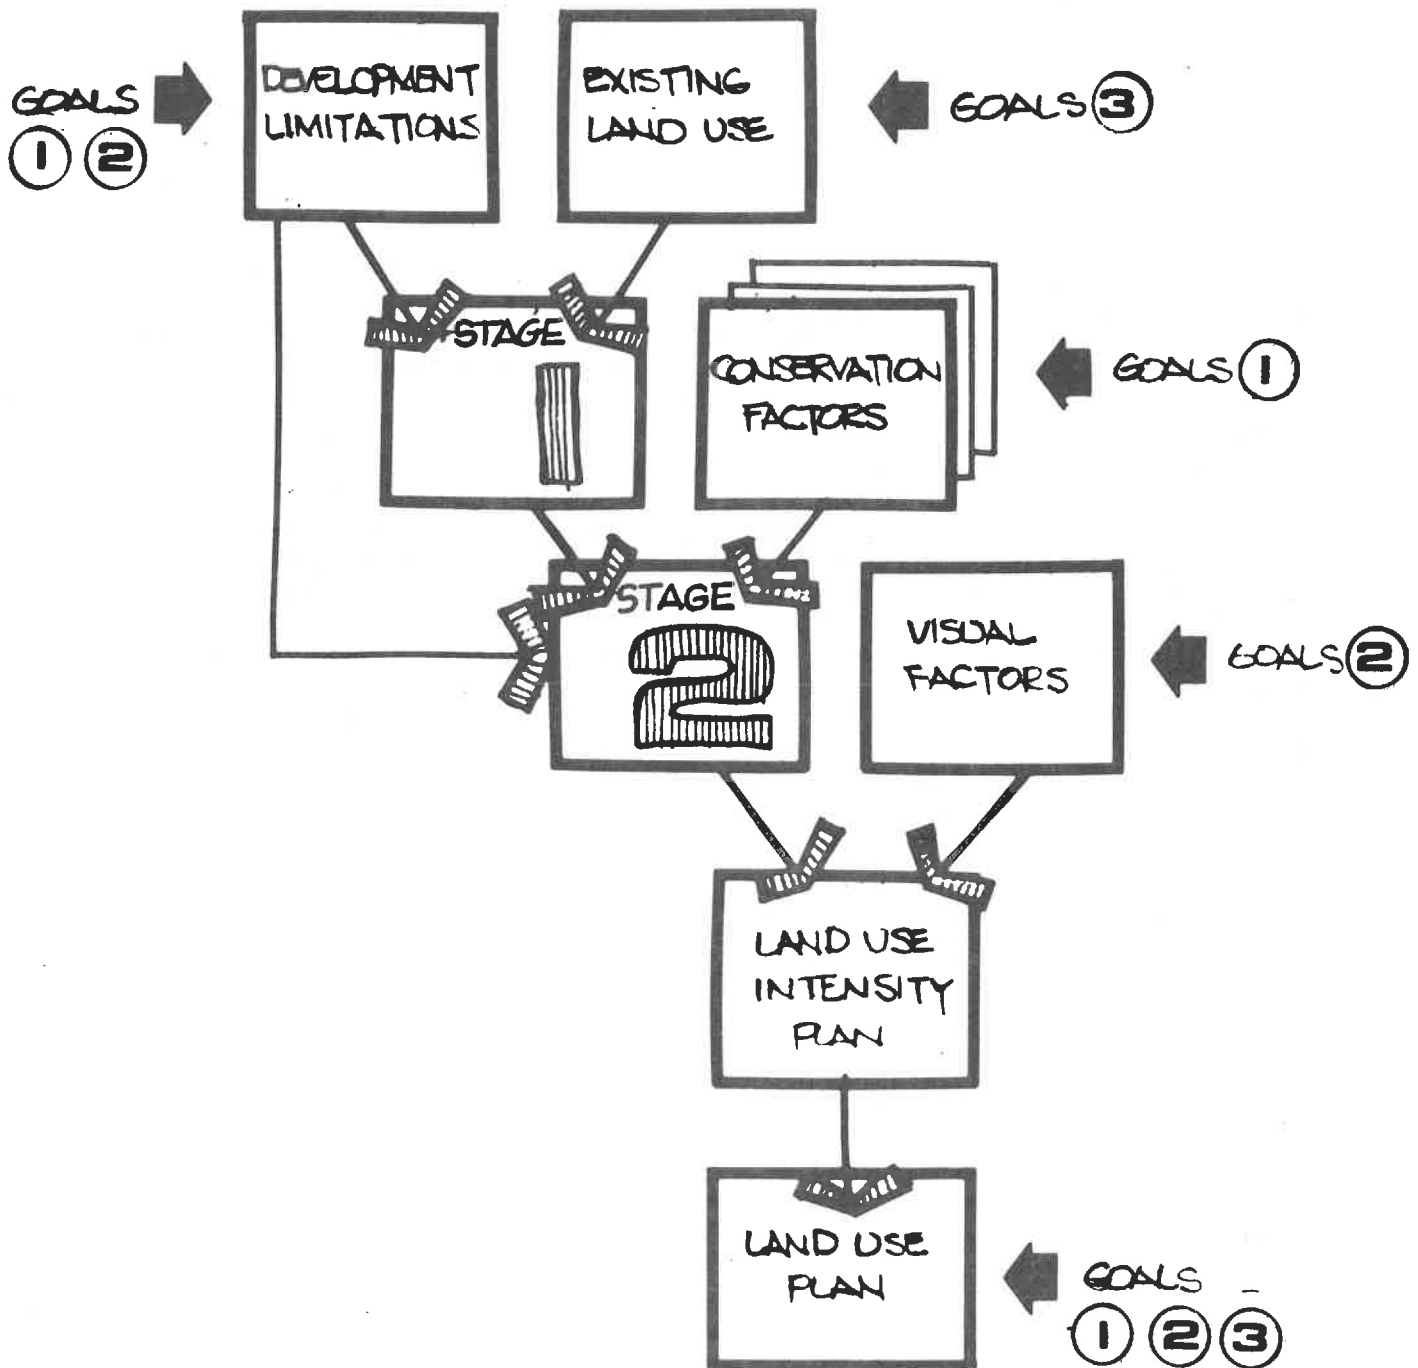 DEVELOPMENT
LIMITATIONS
EXISTING
LAND USE
GOALS
1 2
GOALS 3
STAGE
1
CONSERVATION
FACTORS
GOALS 1
STAGE
2
VISUAL
FACTORS
GOALS 2
LAND USE
INTENSITY
PLAN
LAND USE
PLAN
GOALS
1 2 3